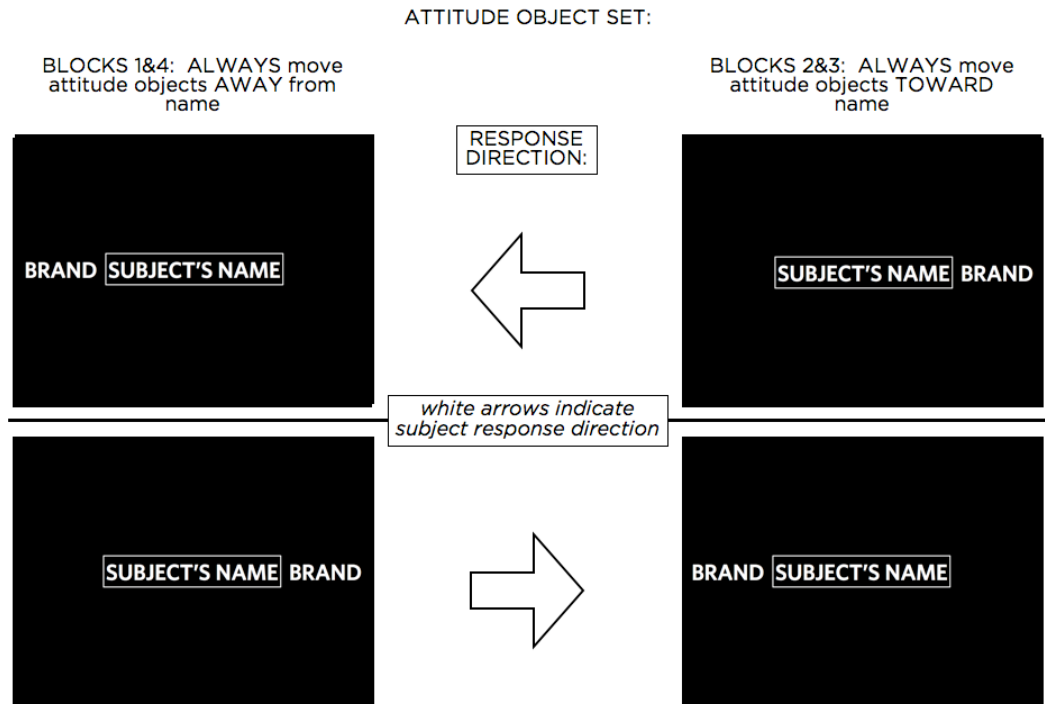 ATTITUDE OBJECT SET:
BLOCKS 1&4: ALWAYS move
attitude objects AWAY from
name
BLOCKS 2&3: ALWAYS move
attitude objects TOWARD
name
RESPONSE
DIRECTION:
BRAND SUBJECT'S NAME
SUBJECT'S NAME BRAND
white arrows indicate
subject response direction
SUBJECT'S NAME BRAND
BRAND SUBJECT'S NAME